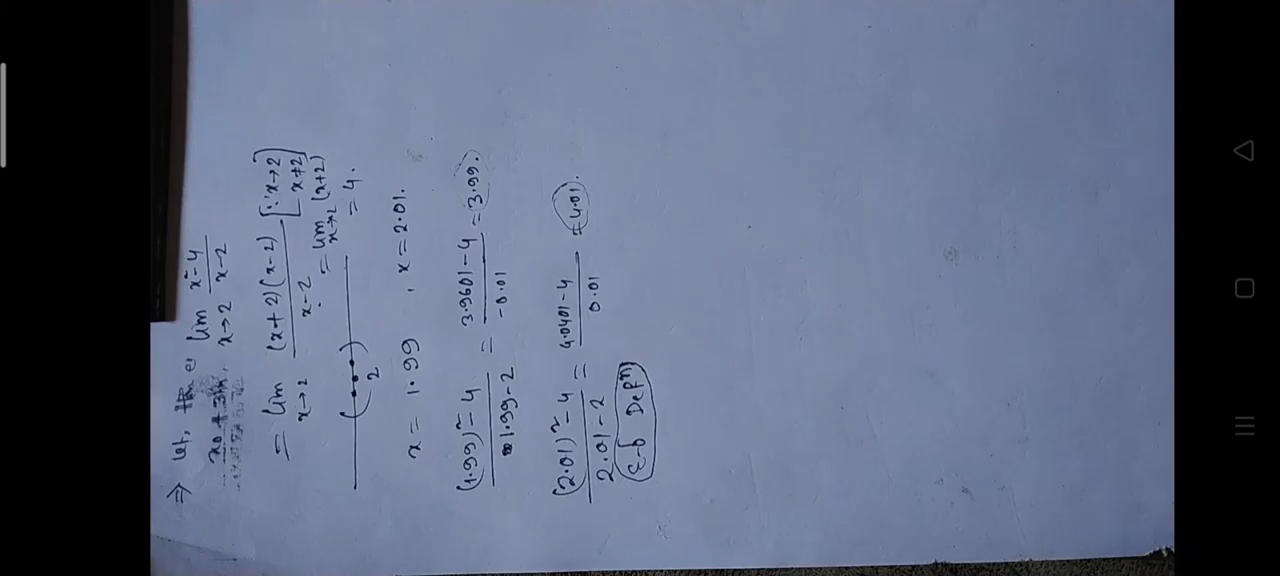 ⇒ Let, lim x→2 (x²-4)/(x-2)
= lim x→2 (x+2)(x-2)/(x-2) [∵ x→2, x≠2]
= lim x→2 (x+2)
= 4.
2
x = 1.99 , x = 2.01.
((1.99)²-4)/(1.99-2) = (3.9601-4)/(-0.01) = 3.99.
((2.01)²-4)/(2.01-2) = (4.0401-4)/0.01 = 4.01.
ε-δ Defⁿ